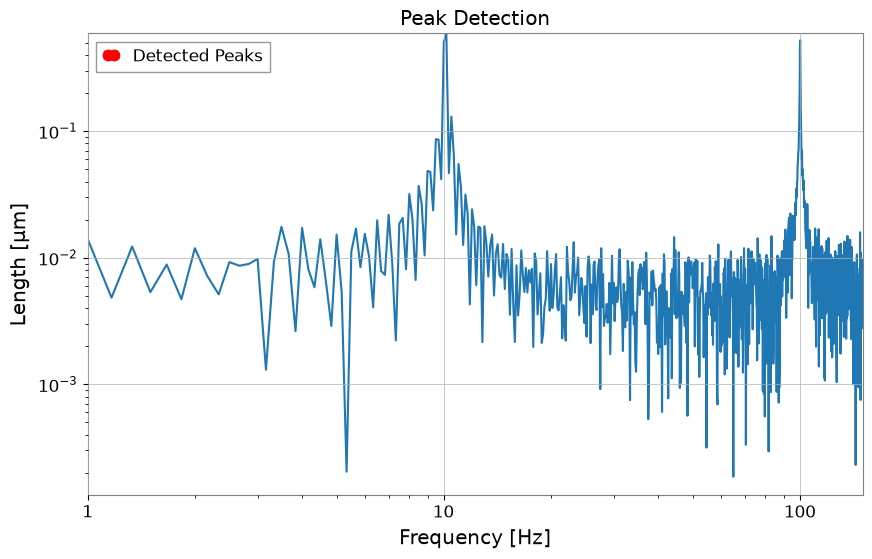 Peak Detection
Detected Peaks
10⁻¹
10⁻²
10⁻³
Length [μm]
1
10
100
Frequency [Hz]